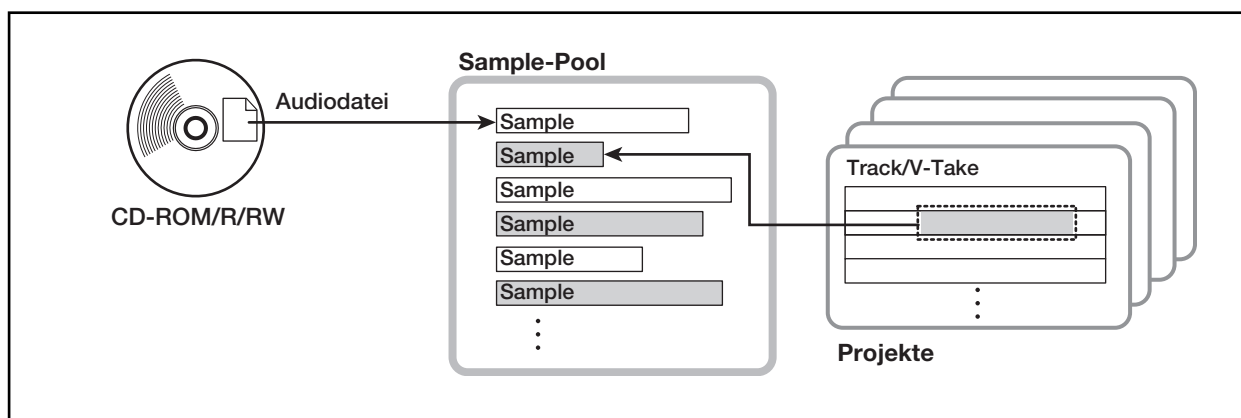 Sample-Pool
Audiodatei
CD-ROM/R/RW
Sample
Sample
Sample
Sample
Sample
Sample
Track/V-Take
Projekte